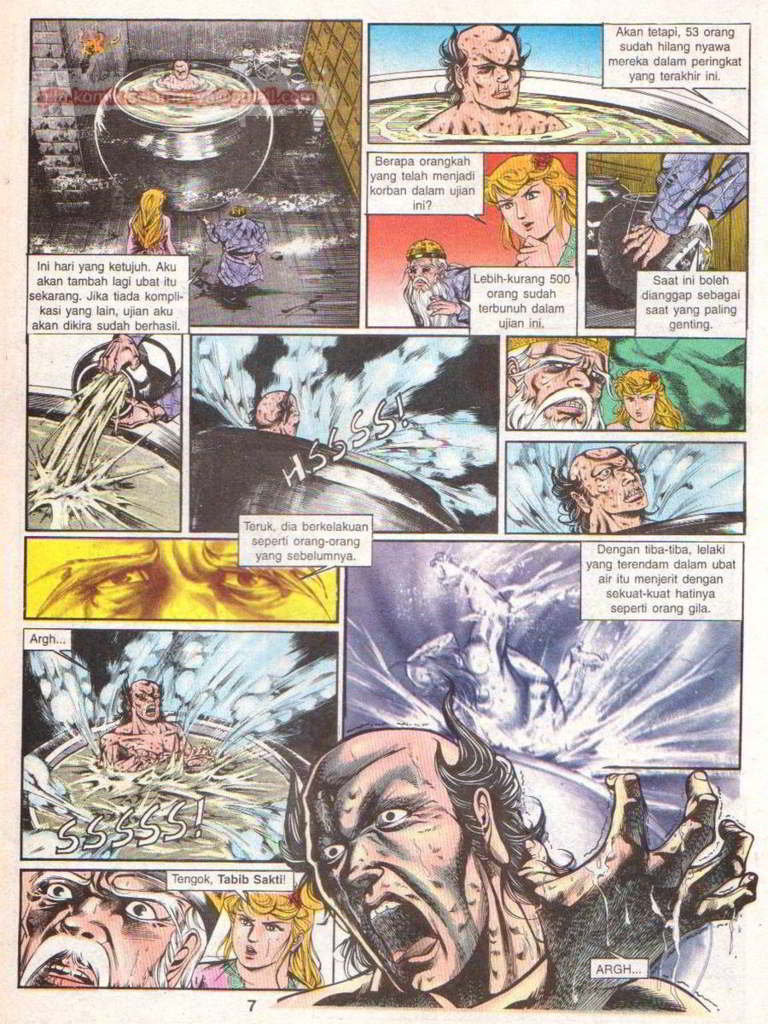 Ini hari yang ketujuh. Aku
akan tambah lagi ubat itu
sekarang. Jika tiada kompli-
kasi yang lain, ujian aku
akan dikira sudah berhasil.
Akan tetapi, 53 orang
sudah hilang nyawa
mereka dalam peringkat
yang terakhir ini.
Berapa orangkah
yang telah menjadi
korban dalam ujian
ini?
Lebih-kurang 500
orang sudah
terbunuh dalam
ujian ini.
Saat ini boleh
dianggap sebagai
saat yang paling
genting.
HSSSSS!
Teruk, dia berkelakuan
seperti orang-orang
yang sebelumnya.
Dengan tiba-tiba, lelaki
yang terendam dalam ubat
air itu menjerit dengan
sekuat-kuat hatinya
seperti orang gila.
Argh...
SSSSS!
Tengok, Tabib Sakti!
ARGH...
7